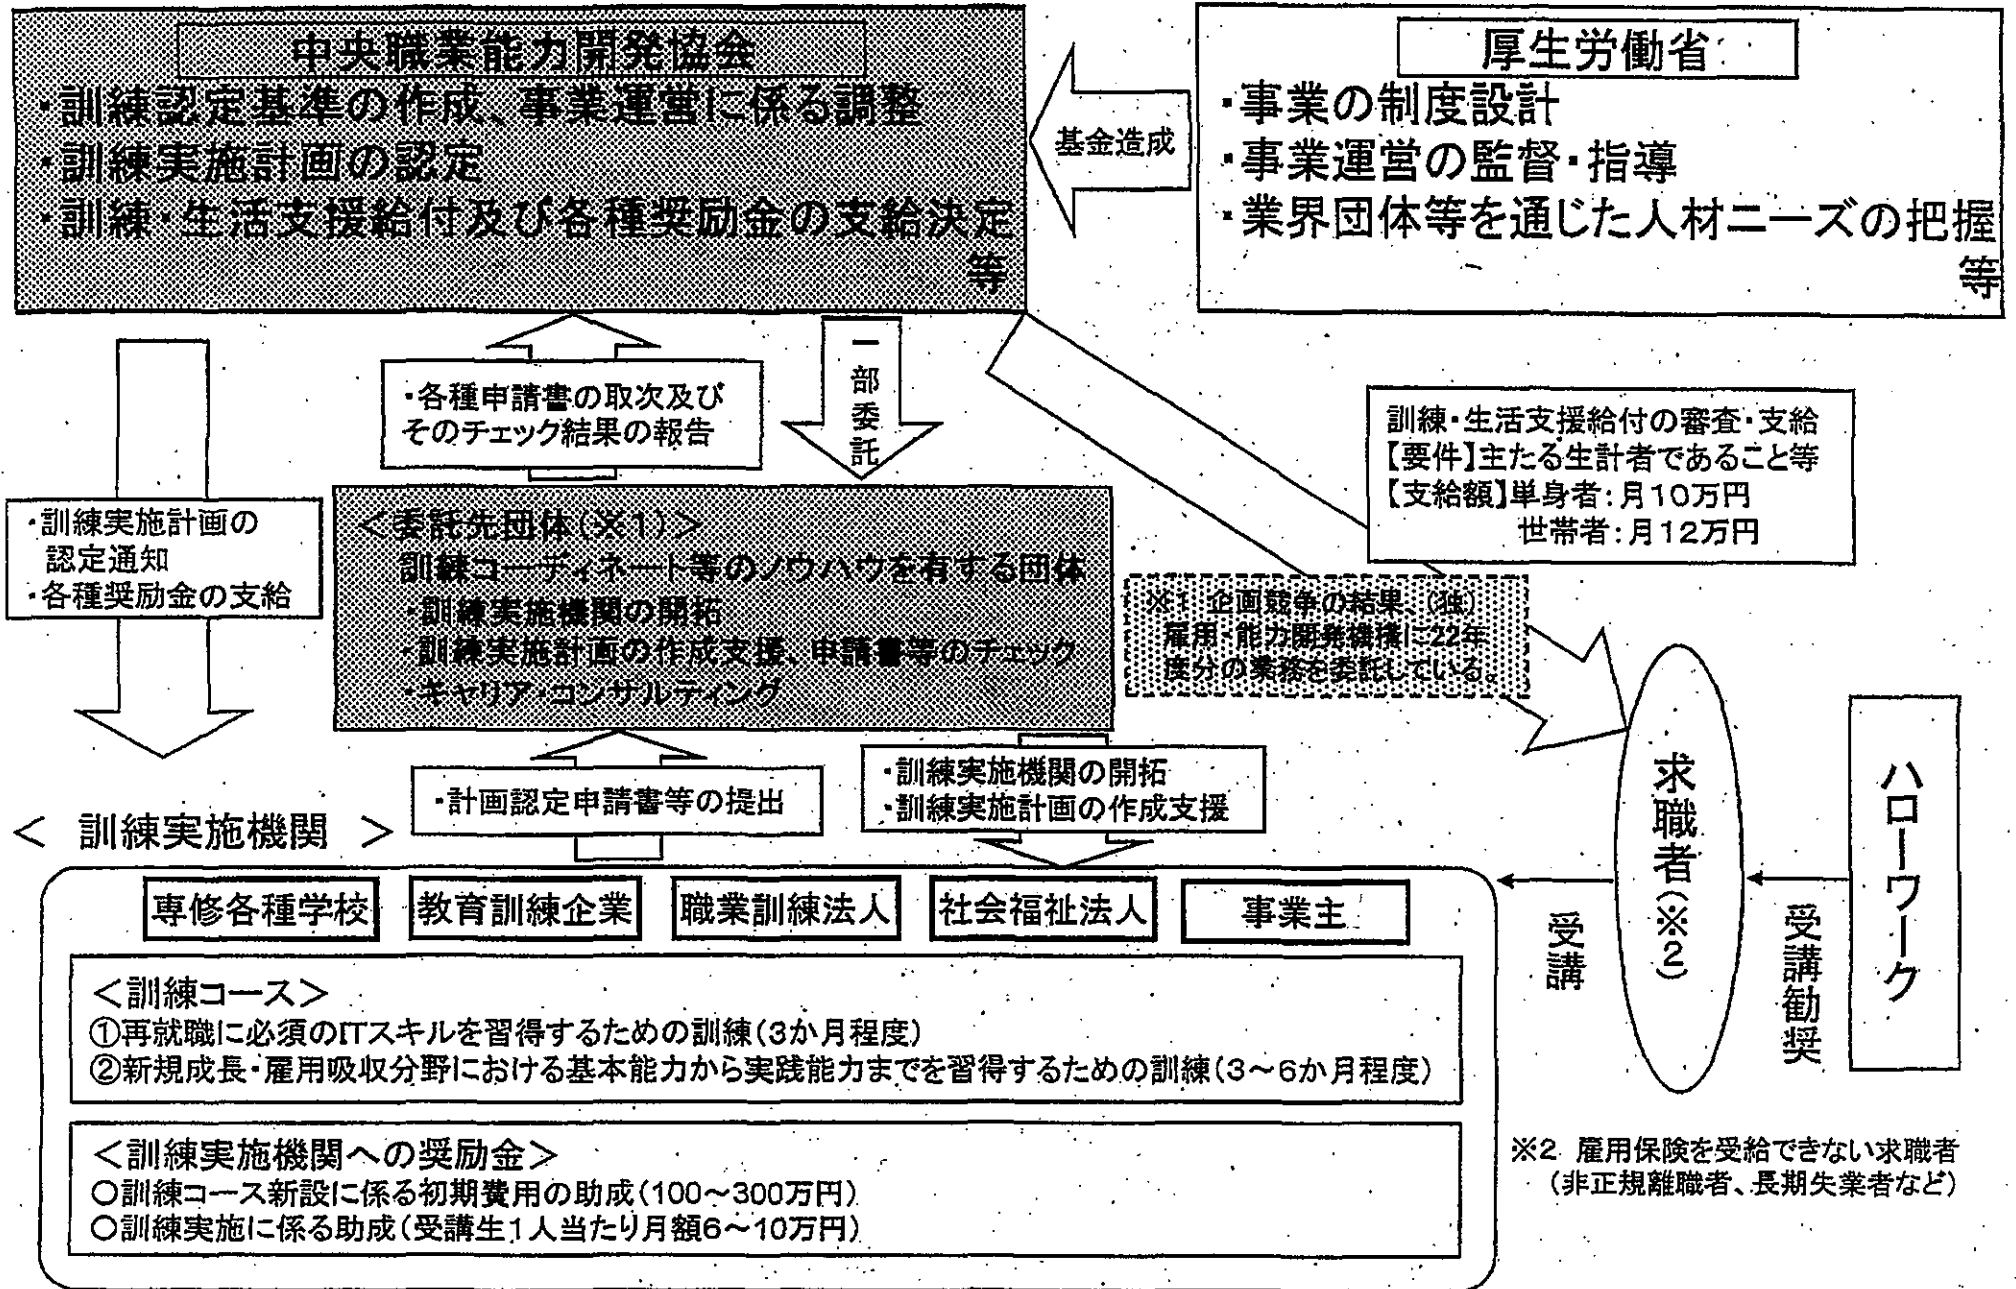 中央職業能力開発協会
・訓練認定基準の作成、事業運営に係る調整
・訓練実施計画の認定
・訓練・生活支援給付及び各種奨励金の支給決定
等
基金造成
厚生労働省
・事業の制度設計
・事業運営の監督・指導
・業界団体等を通じた人材ニーズの把握
等
・各種申請書の取次及び
そのチェック結果の報告
一部委託
訓練・生活支援給付の審査・支給
【要件】主たる生計者であること等
【支給額】単身者：月10万円
世帯者：月12万円
・訓練実施計画の
認定通知
・各種奨励金の支給
＜委託先団体(※1)＞
訓練コーディネート等のノウハウを有する団体
・訓練実施機関の開拓
・訓練実施計画の作成支援、申請書等のチェック
・キャリア・コンサルティング
※1 企画競争の結果、(独)
雇用・能力開発機構に22年
度分の業務を委託している。
・計画認定申請書等の提出
・訓練実施機関の開拓
・訓練実施計画の作成支援
＜ 訓練実施機関 ＞
専修各種学校
教育訓練企業
職業訓練法人
社会福祉法人
事業主
受講
求職者(※2)
受講勧奨
ハローワーク
＜訓練コース＞
①再就職に必須のITスキルを習得するための訓練(3か月程度)
②新規成長・雇用吸収分野における基本能力から実践能力までを習得するための訓練(3～6か月程度)
＜訓練実施機関への奨励金＞
○訓練コース新設に係る初期費用の助成(100～300万円)
○訓練実施に係る助成(受講生1人当たり月額6～10万円)
※2 雇用保険を受給できない求職者
(非正規離職者、長期失業者など)